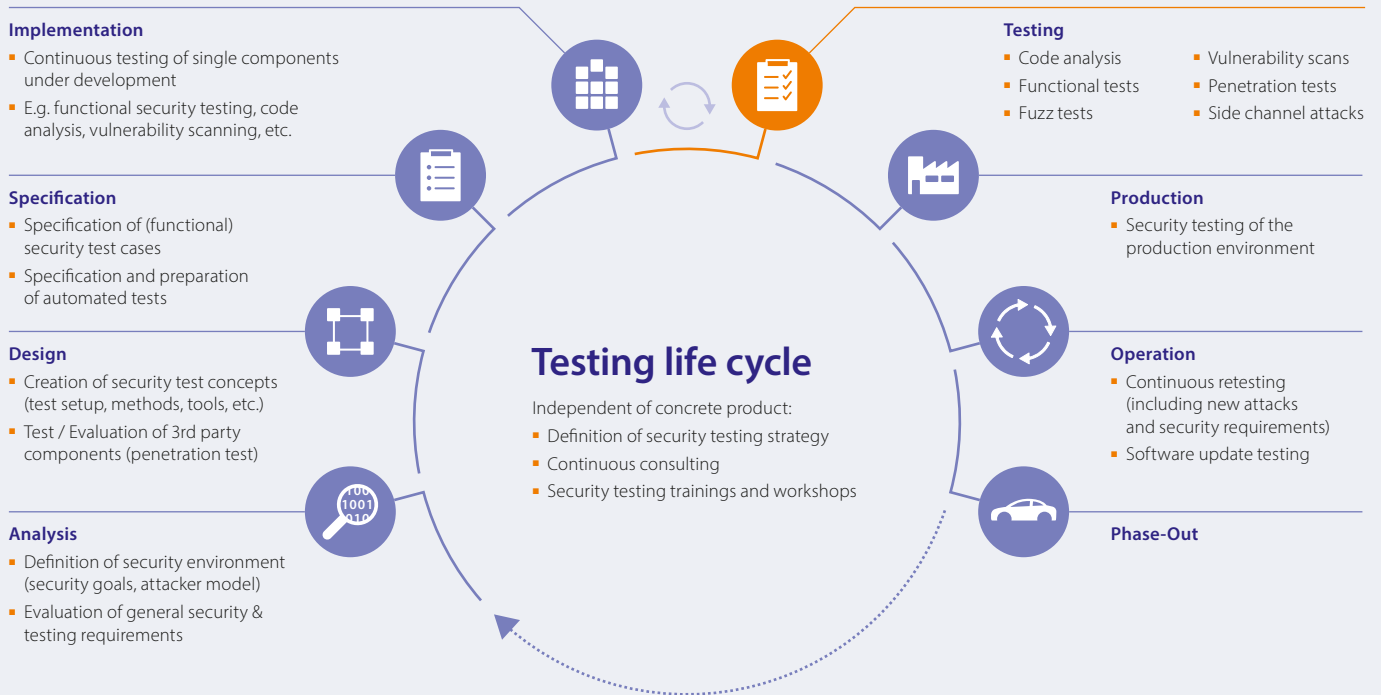 Implementation
▪ Continuous testing of single components
under development
▪ E.g. functional security testing, code
analysis, vulnerability scanning, etc.
Specification
▪ Specification of (functional)
security test cases
▪ Specification and preparation
of automated tests
Design
▪ Creation of security test concepts
(test setup, methods, tools, etc.)
▪ Test / Evaluation of 3rd party
components (penetration test)
Analysis
▪ Definition of security environment
(security goals, attacker model)
▪ Evaluation of general security &
testing requirements
100
1001
010
Testing life cycle
Independent of concrete product:
▪ Definition of security testing strategy
▪ Continuous consulting
▪ Security testing trainings and workshops
Testing
▪ Code analysis
▪ Functional tests
▪ Fuzz tests
▪ Vulnerability scans
▪ Penetration tests
▪ Side channel attacks
Production
▪ Security testing of the
production environment
Operation
▪ Continuous retesting
(including new attacks
and security requirements)
▪ Software update testing
Phase-Out